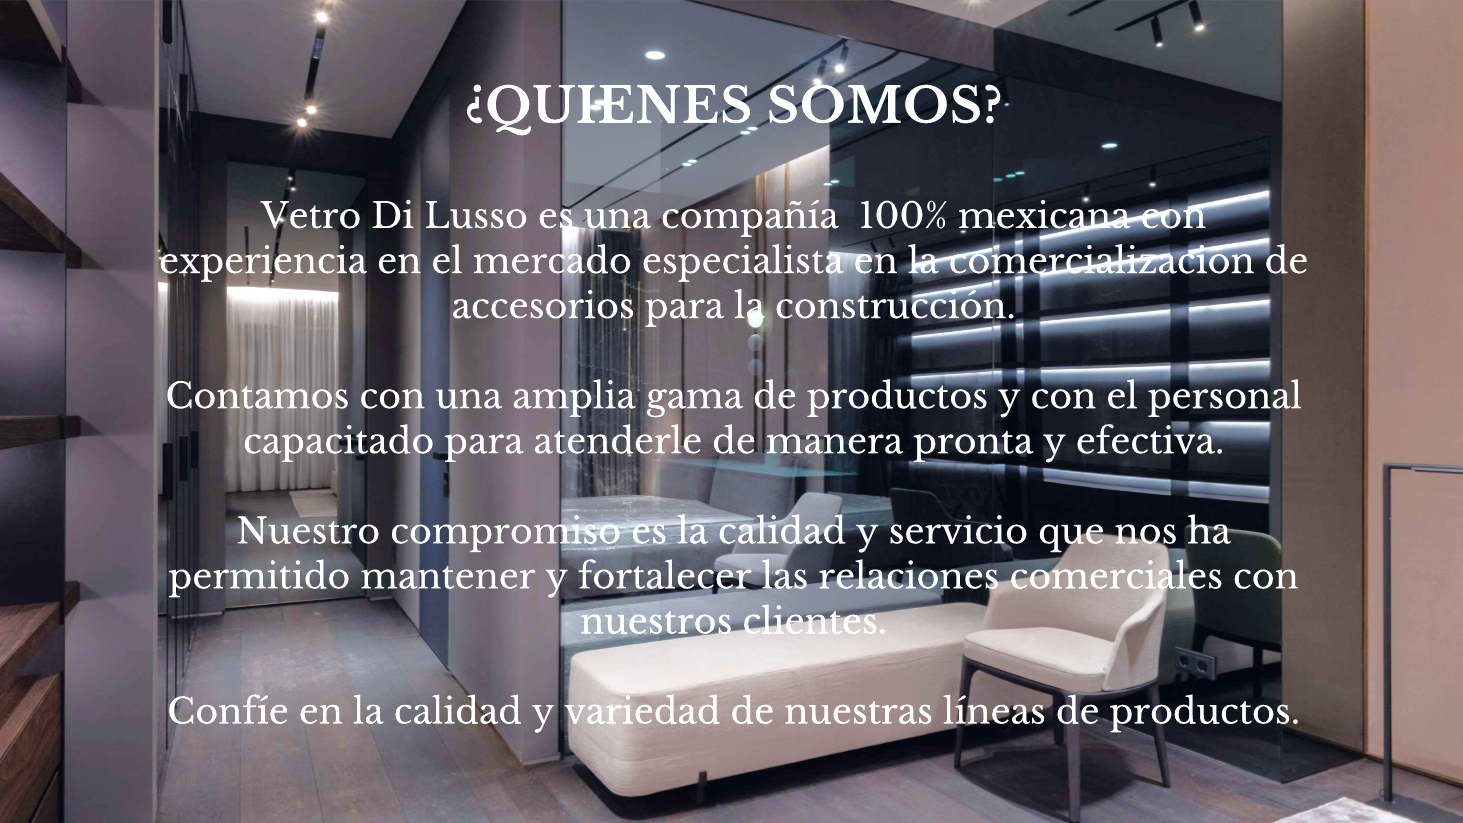 ¿QUIENES SOMOS?
Vetro Di Lusso es una compañía  100% mexicana con
experiencia en el mercado especialista en la comercialización de
accesorios para la construcción.
Contamos con una amplia gama de productos y con el personal
capacitado para atenderle de manera pronta y efectiva.
Nuestro compromiso es la calidad y servicio que nos ha
permitido mantener y fortalecer las relaciones comerciales con
nuestros clientes.
Confíe en la calidad y variedad de nuestras líneas de productos.